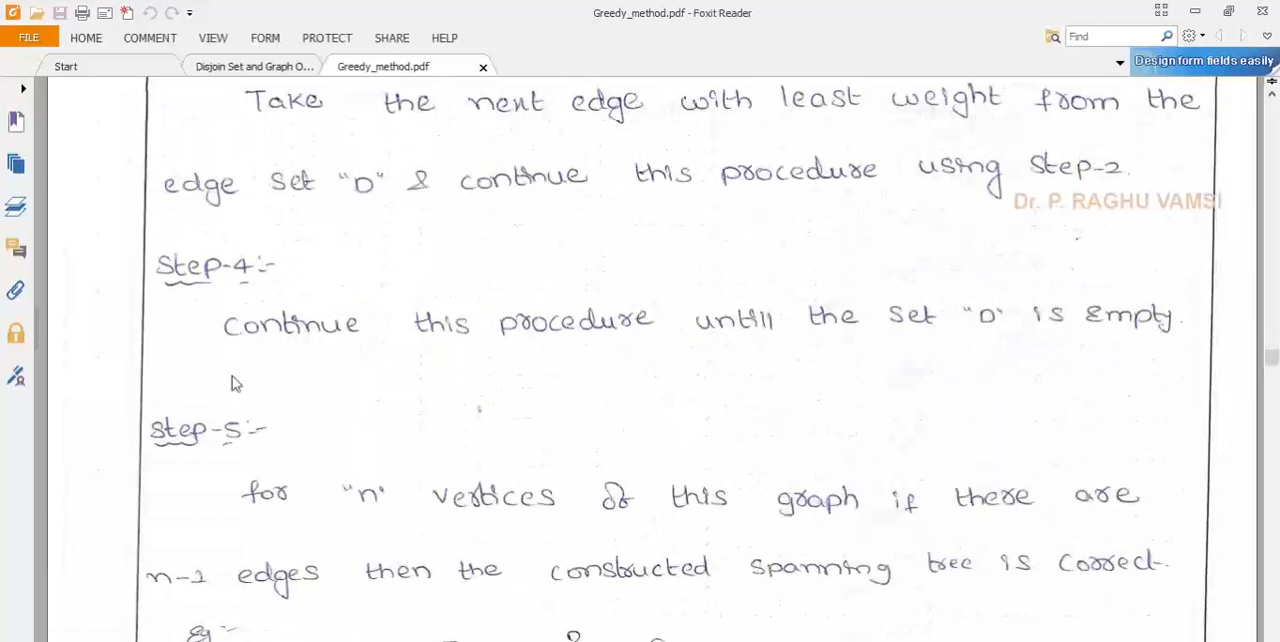 Greedy_method.pdf - Foxit Reader
FILE HOME COMMENT VIEW FORM PROTECT SHARE HELP
Find
Design form fields easily
Start Disjoin Set and Graph O... Greedy_method.pdf
Take the next edge with least weight from the
edge set "D" & continue this procedure using step-2.
Dr. P. RAGHU VAMSI
Step-4:-
Continue this procedure untill the set "D" is Empty.
Step-5:-
for "n" vertices of this graph if there are
n-1 edges then the constructed spanning tree is correct.
Eg:-